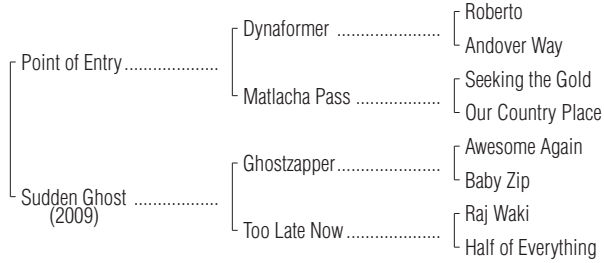 Roberto
Dynaformer ..................
Andover Way
Point of Entry..................
Seeking the Gold
Matlacha Pass ...............
Our Country Place
Awesome Again
Ghostzapper..................
Baby Zip
Sudden Ghost ................
(2009)
Raj Waki
Too Late Now................
Half of Everything